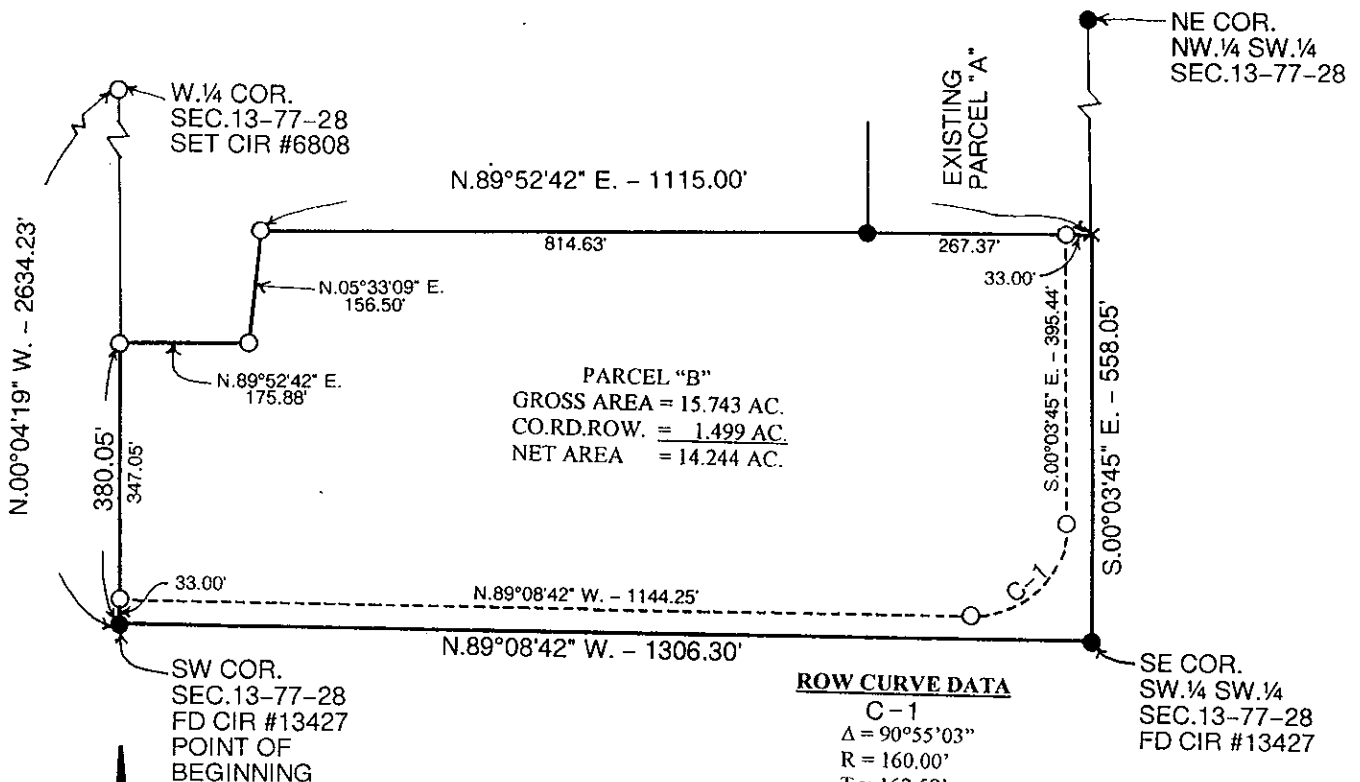 NE COR.
NW.¼ SW.¼
SEC.13-77-28
W.¼ COR.
SEC.13-77-28
SET CIR #6808
EXISTING
PARCEL "A"
N.89°52'42" E. - 1115.00'
814.63'
267.37'
33.00'
N.00°04'19" W. - 2634.23'
N.05°33'09" E.
156.50'
N.89°52'42" E.
175.88'
380.05'
347.05'
PARCEL "B"
GROSS AREA = 15.743 AC.
CO.RD.ROW. = 1.499 AC.
NET AREA = 14.244 AC.
S.00°03'45" E. - 395.44'
S.00°03'45" E. - 558.05'
C-1
33.00'
N.89°08'42" W. - 1144.25'
N.89°08'42" W. - 1306.30'
SW COR.
SEC.13-77-28
FD CIR #13427
POINT OF
BEGINNING
SE COR.
SW.¼ SW.¼
SEC.13-77-28
FD CIR #13427
ROW CURVE DATA
C-1
Δ = 90°55'03"
R = 160.00'